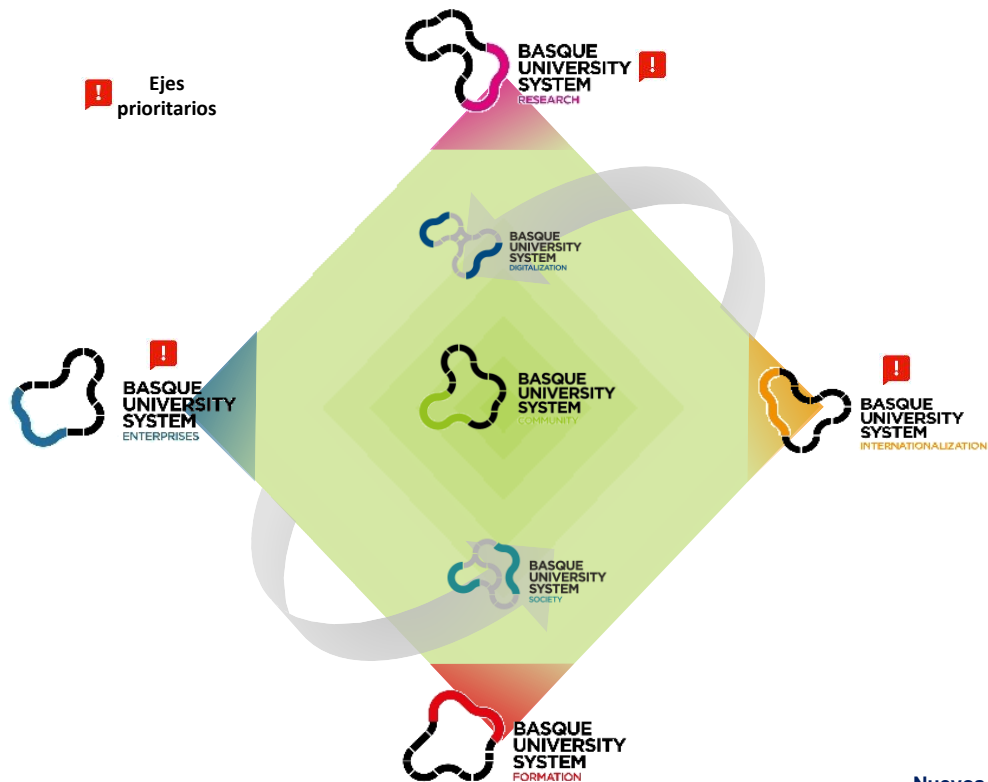 BASQUE
UNIVERSITY
SYSTEM
RESEARCH
Ejes
prioritarios
BASQUE
UNIVERSITY
SYSTEM
DIGITALIZATION
BASQUE
UNIVERSITY
SYSTEM
ENTERPRISES
BASQUE
UNIVERSITY
SYSTEM
COMMUNITY
BASQUE
UNIVERSITY
SYSTEM
INTERNATIONALIZATION
BASQUE
UNIVERSITY
SYSTEM
SOCIETY
BASQUE
UNIVERSITY
SYSTEM
FORMATION